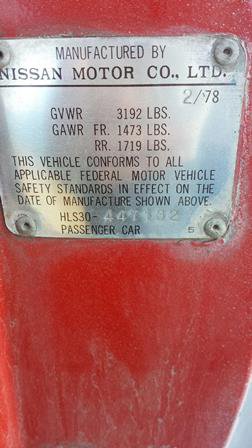 MANUFACTURED BY
NISSAN MOTOR CO., LTD.
2/78
GVWR 3192 LBS.
GAWR FR. 1473 LBS.
RR. 1719 LBS.
THIS VEHICLE CONFORMS TO ALL
APPLICABLE FEDERAL MOTOR VEHICLE
SAFETY STANDARDS IN EFFECT ON THE
DATE OF MANUFACTURE SHOWN ABOVE.
HLS30-
PASSENGER CAR 5